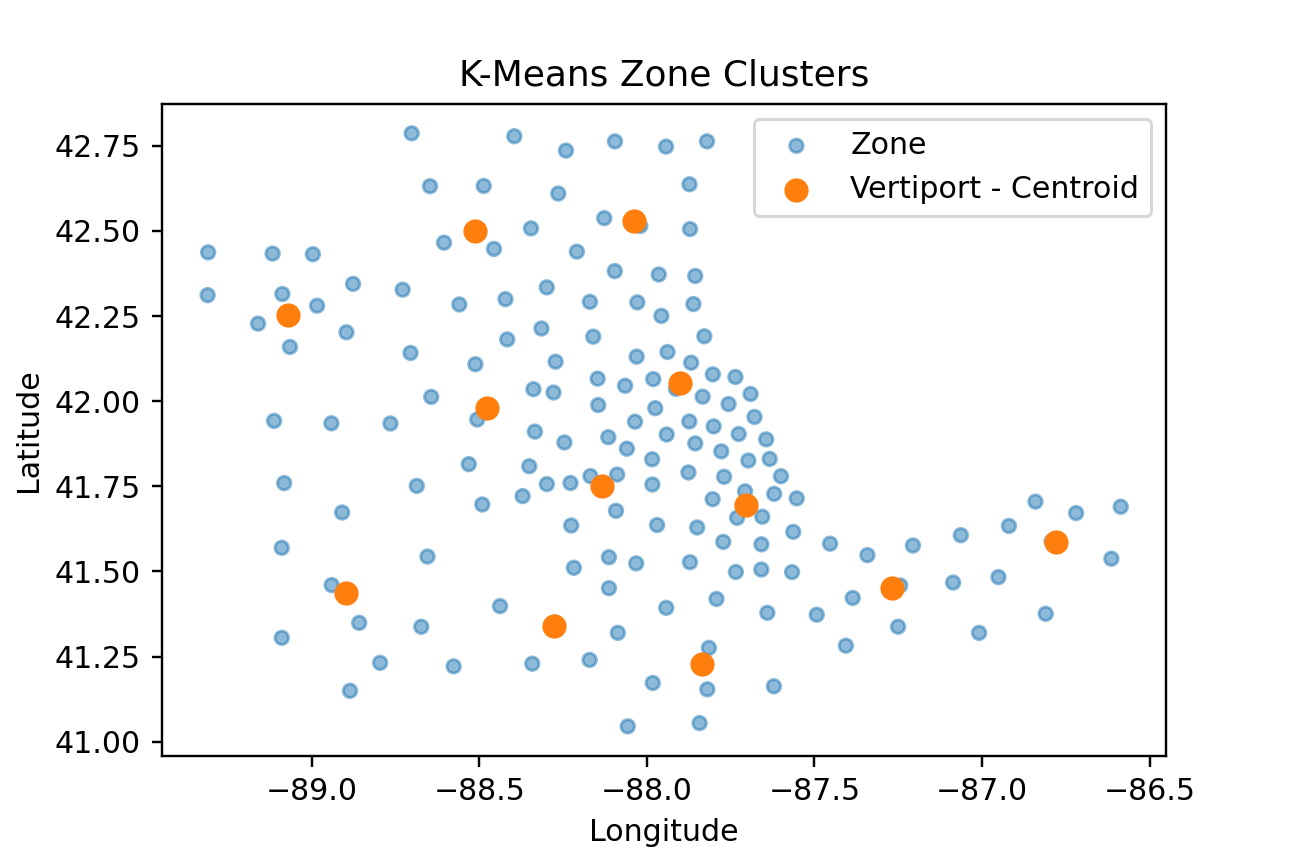 K-Means Zone Clusters
Zone
Vertiport - Centroid
42.75
42.50
42.25
42.00
41.75
41.50
41.25
41.00
Latitude
−89.0 −88.5 −88.0 −87.5 −87.0 −86.5
Longitude